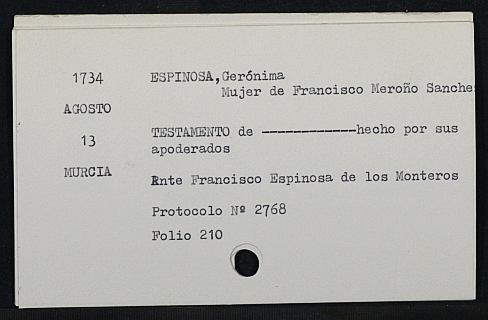 1734 ESPINOSA, Gerónima
Mujer de Francisco Meroño Sanche
AGOSTO
13 TESTAMENTO de ------------hecho por sus
apoderados
MURCIA Ante Francisco Espinosa de los Monteros
Protocolo Nº 2768
Folio 210